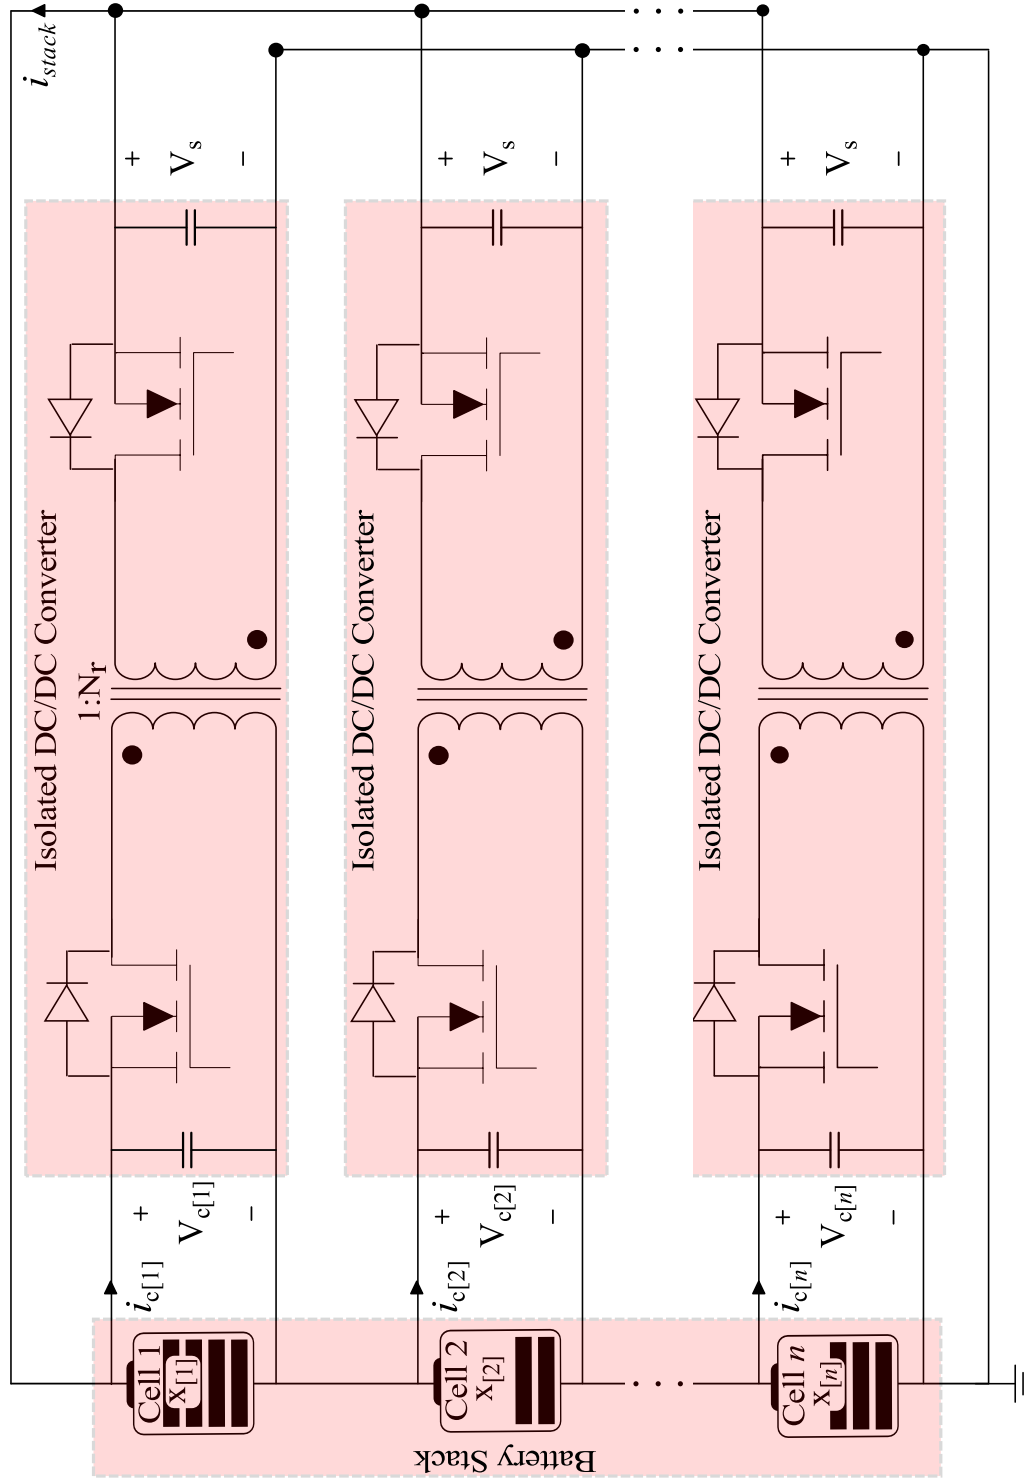 i_stack
+ V_s −
+ V_s −
+ V_s −
Isolated DC/DC Converter
1:N_r
Isolated DC/DC Converter
Isolated DC/DC Converter
+ V_c[1] −
i_c[1]
+ V_c[2] −
i_c[2]
+ V_c[n] −
i_c[n]
Cell 1
x_[1]
Cell 2
x_[2]
Cell n
x_[n]
Battery Stack